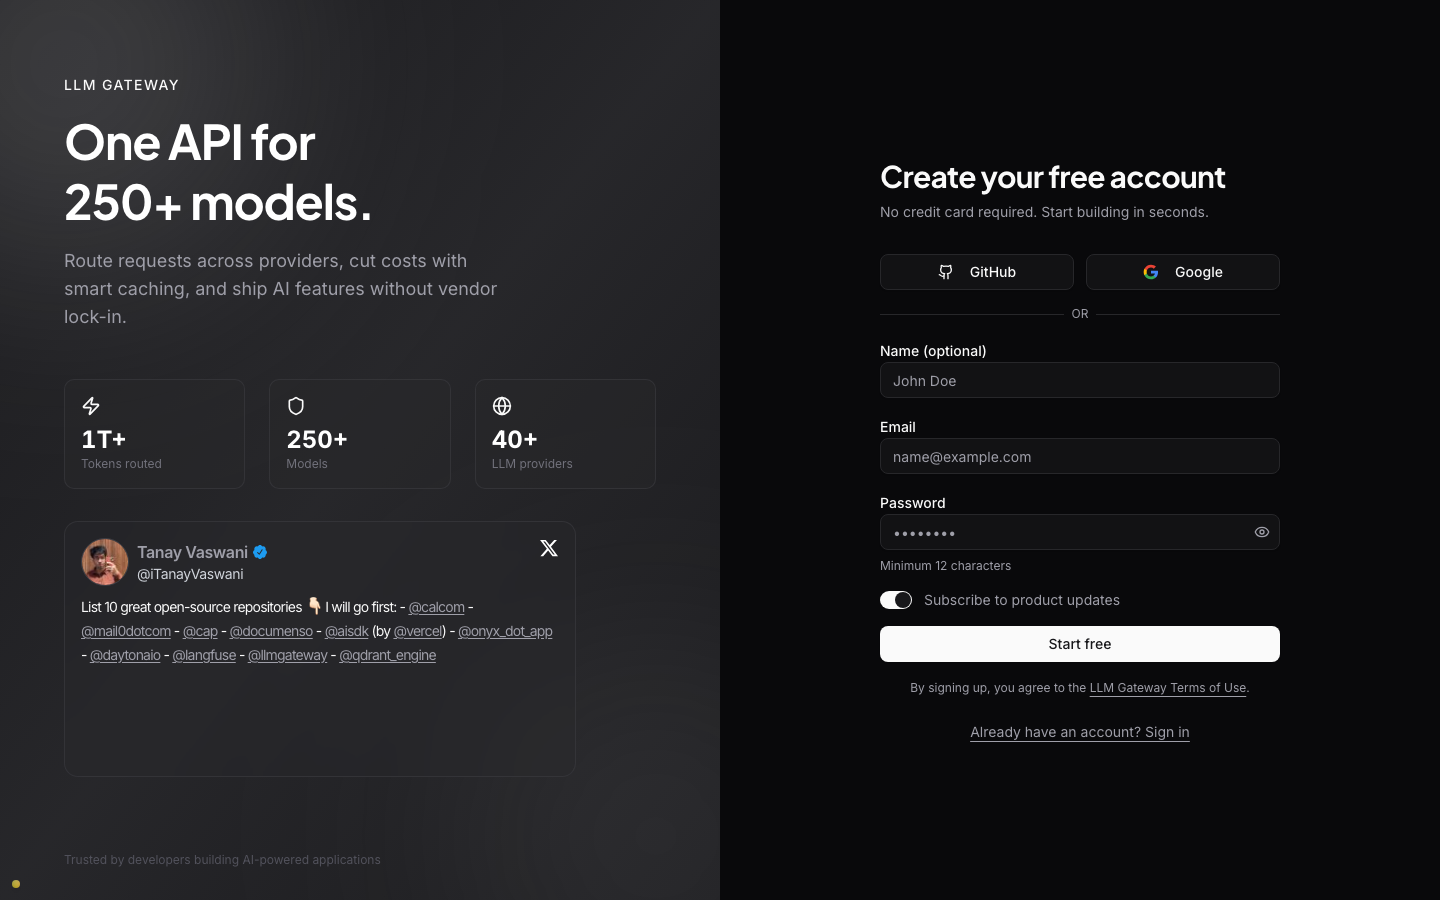 LLM GATEWAY
One API for
250+ models.
Route requests across providers, cut costs with
smart caching, and ship AI features without vendor
lock-in.
1T+
Tokens routed
250+
Models
40+
LLM providers
Tanay Vaswani
@iTanayVaswani
List 10 great open-source repositories 👇🏻 I will go first: - @calcom -
@mail0dotcom - @cap - @documenso - @aisdk (by @vercel) - @onyx_dot_app
- @daytonaio - @langfuse - @llmgateway - @qdrant_engine
Trusted by developers building AI-powered applications
Create your free account
No credit card required. Start building in seconds.
GitHub
Google
OR
Name (optional)
John Doe
Email
name@example.com
Password
••••••••
Minimum 12 characters
Subscribe to product updates
Start free
By signing up, you agree to the LLM Gateway Terms of Use.
Already have an account? Sign in